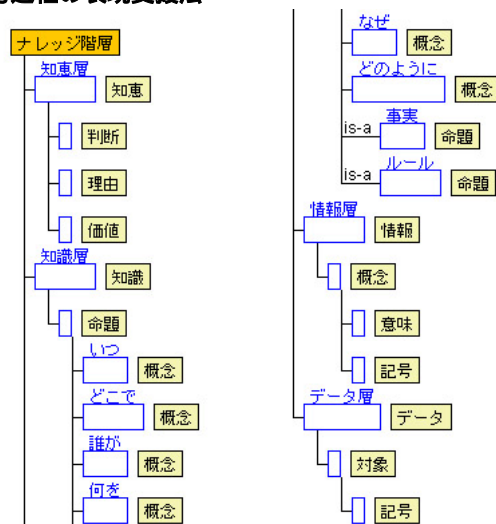 ナレッジ階層
知恵層
知恵
判断
理由
価値
知識層
知識
命題
いつ
概念
どこで
概念
誰が
概念
何を
概念
なぜ
概念
どのように
概念
is-a
事実
命題
is-a
ルール
命題
情報層
情報
概念
意味
記号
データ層
データ
対象
記号